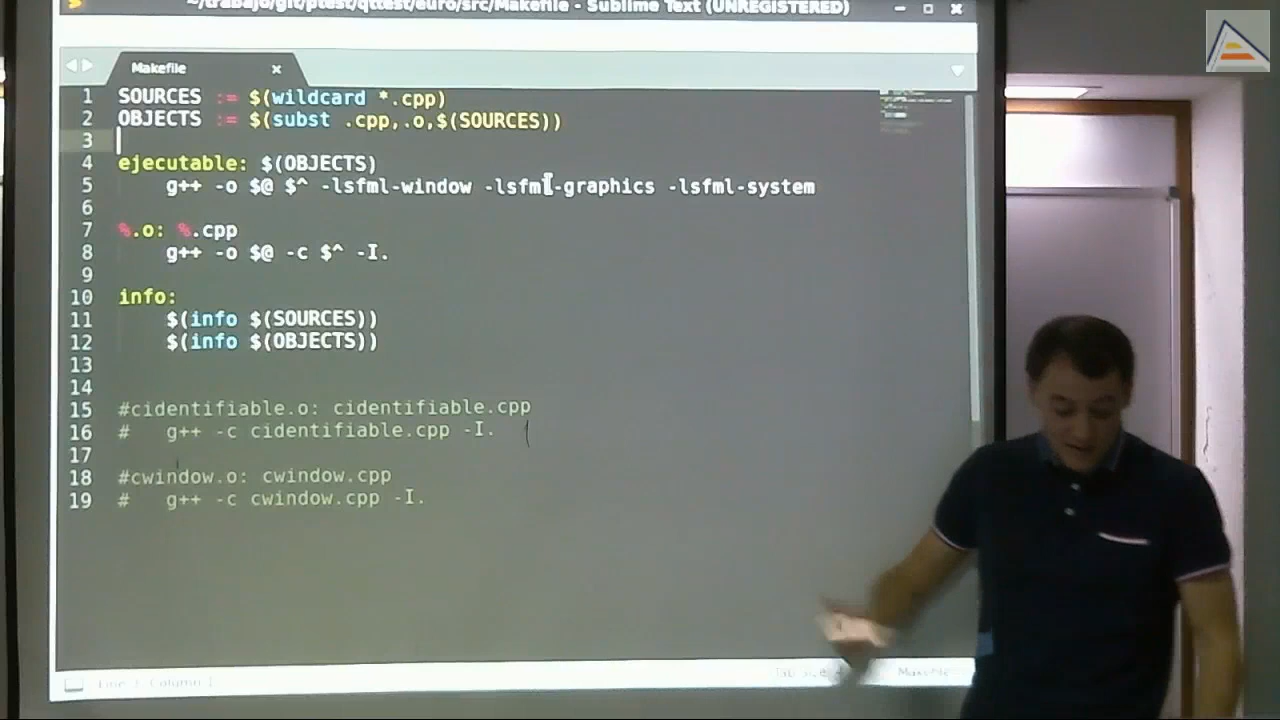 ~/trabajo/git/ptest/qttest/euro/src/Makefile - Sublime Text (UNREGISTERED)
Makefile
1 SOURCES := $(wildcard *.cpp)
2 OBJECTS := $(subst .cpp,.o,$(SOURCES))
3
4 ejecutable: $(OBJECTS)
5 g++ -o $@ $^ -lsfml-window -lsfml-graphics -lsfml-system
6
7 %.o: %.cpp
8 g++ -o $@ -c $^ -I.
9
10 info:
11 $(info $(SOURCES))
12 $(info $(OBJECTS))
13
14
15 #cidentifiable.o: cidentifiable.cpp
16 # g++ -c cidentifiable.cpp -I.
17
18 #cwindow.o: cwindow.cpp
19 # g++ -c cwindow.cpp -I.
Makefile